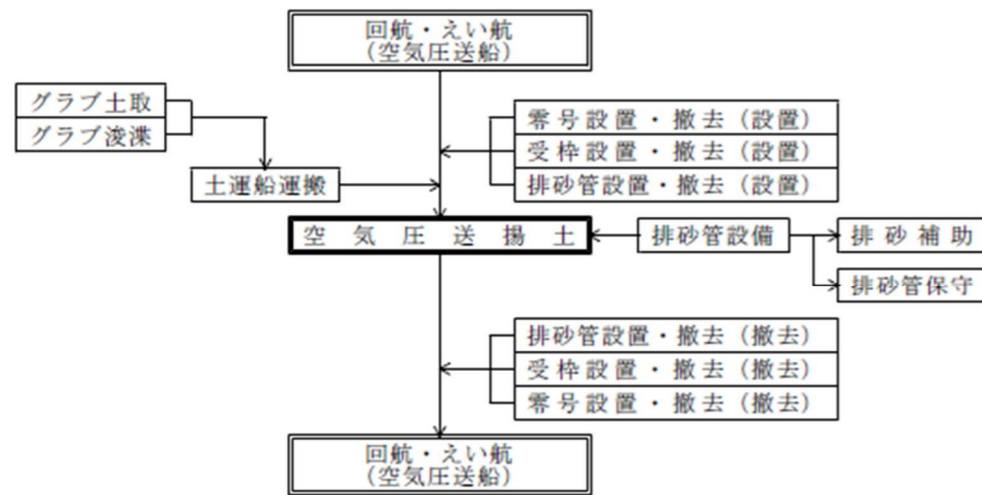 回航・えい航
(空気圧送船)
グラブ土取
グラブ浚渫
零号設置・撤去(設置)
受枠設置・撤去(設置)
排砂管設置・撤去(設置)
土運船運搬
空気圧送揚土
排砂管設備
排砂補助
排砂管保守
排砂管設置・撤去(撤去)
受枠設置・撤去(撤去)
零号設置・撤去(撤去)
回航・えい航
(空気圧送船)